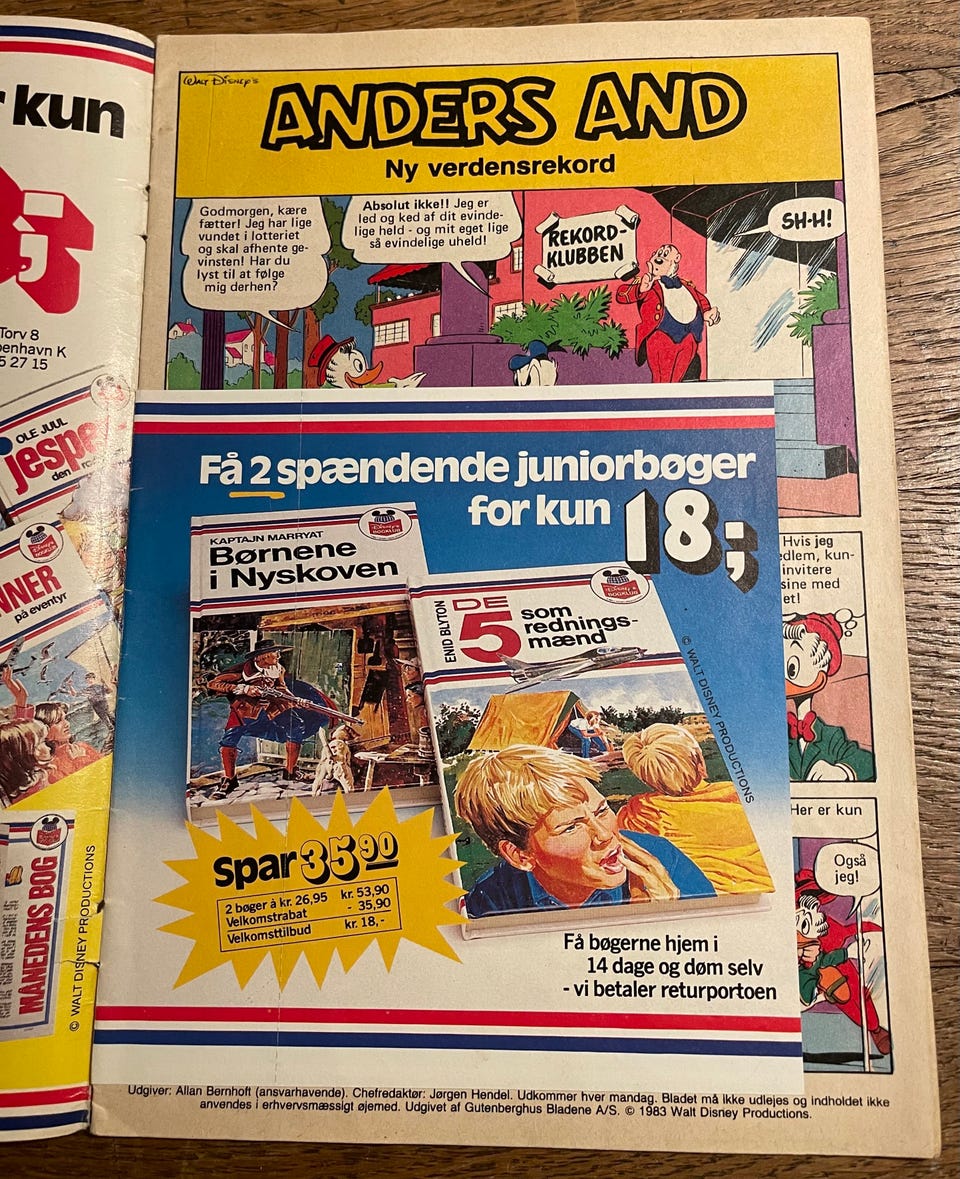 kun
Torv 8
benhavn K
5 27 15
OLE JUUL
jespe
den
NNER
på eventyr
MÅNEDENS BOG
© WALT DISNEY PRODUCTIONS
WALT DISNEY'S
ANDERS AND
Ny verdensrekord
Godmorgen, kære
fætter! Jeg har lige
vundet i lotteriet
og skal afhente ge-
vinsten! Har du
lyst til at følge
mig derhen?
Absolut ikke!! Jeg er
led og ked af dit evinde-
lige held - og mit eget lige
så evindelige uheld!
REKORD-
KLUBBEN
SH-H!
Få 2 spændende juniorbøger
for kun 18,-
KAPTAJN MARRYAT
Børnene
i Nyskoven
Disney's
BOGKLUB
ENID BLYTON
DE
5
som
rednings-
mænd
Disney's
BOGKLUB
© WALT DISNEY PRODUCTIONS
Spar 35 90
2 bøger à kr. 26,95 kr. 53,90
Velkomstrabat - 35,90
Velkomsttilbud kr. 18,-
Få bøgerne hjem i
14 dage og døm selv
- vi betaler returportoen
Hvis jeg
dlem, kun-
invitere
sine med
et!
Her er kun
Også
jeg!
Udgiver: Allan Bernhoft (ansvarhavende). Chefredaktør: Jørgen Hendel. Udkommer hver mandag. Bladet må ikke udlejes og indholdet ikke
anvendes i erhvervsmæssigt øjemed. Udgivet af Gutenberghus Bladene A/S. © 1983 Walt Disney Productions.